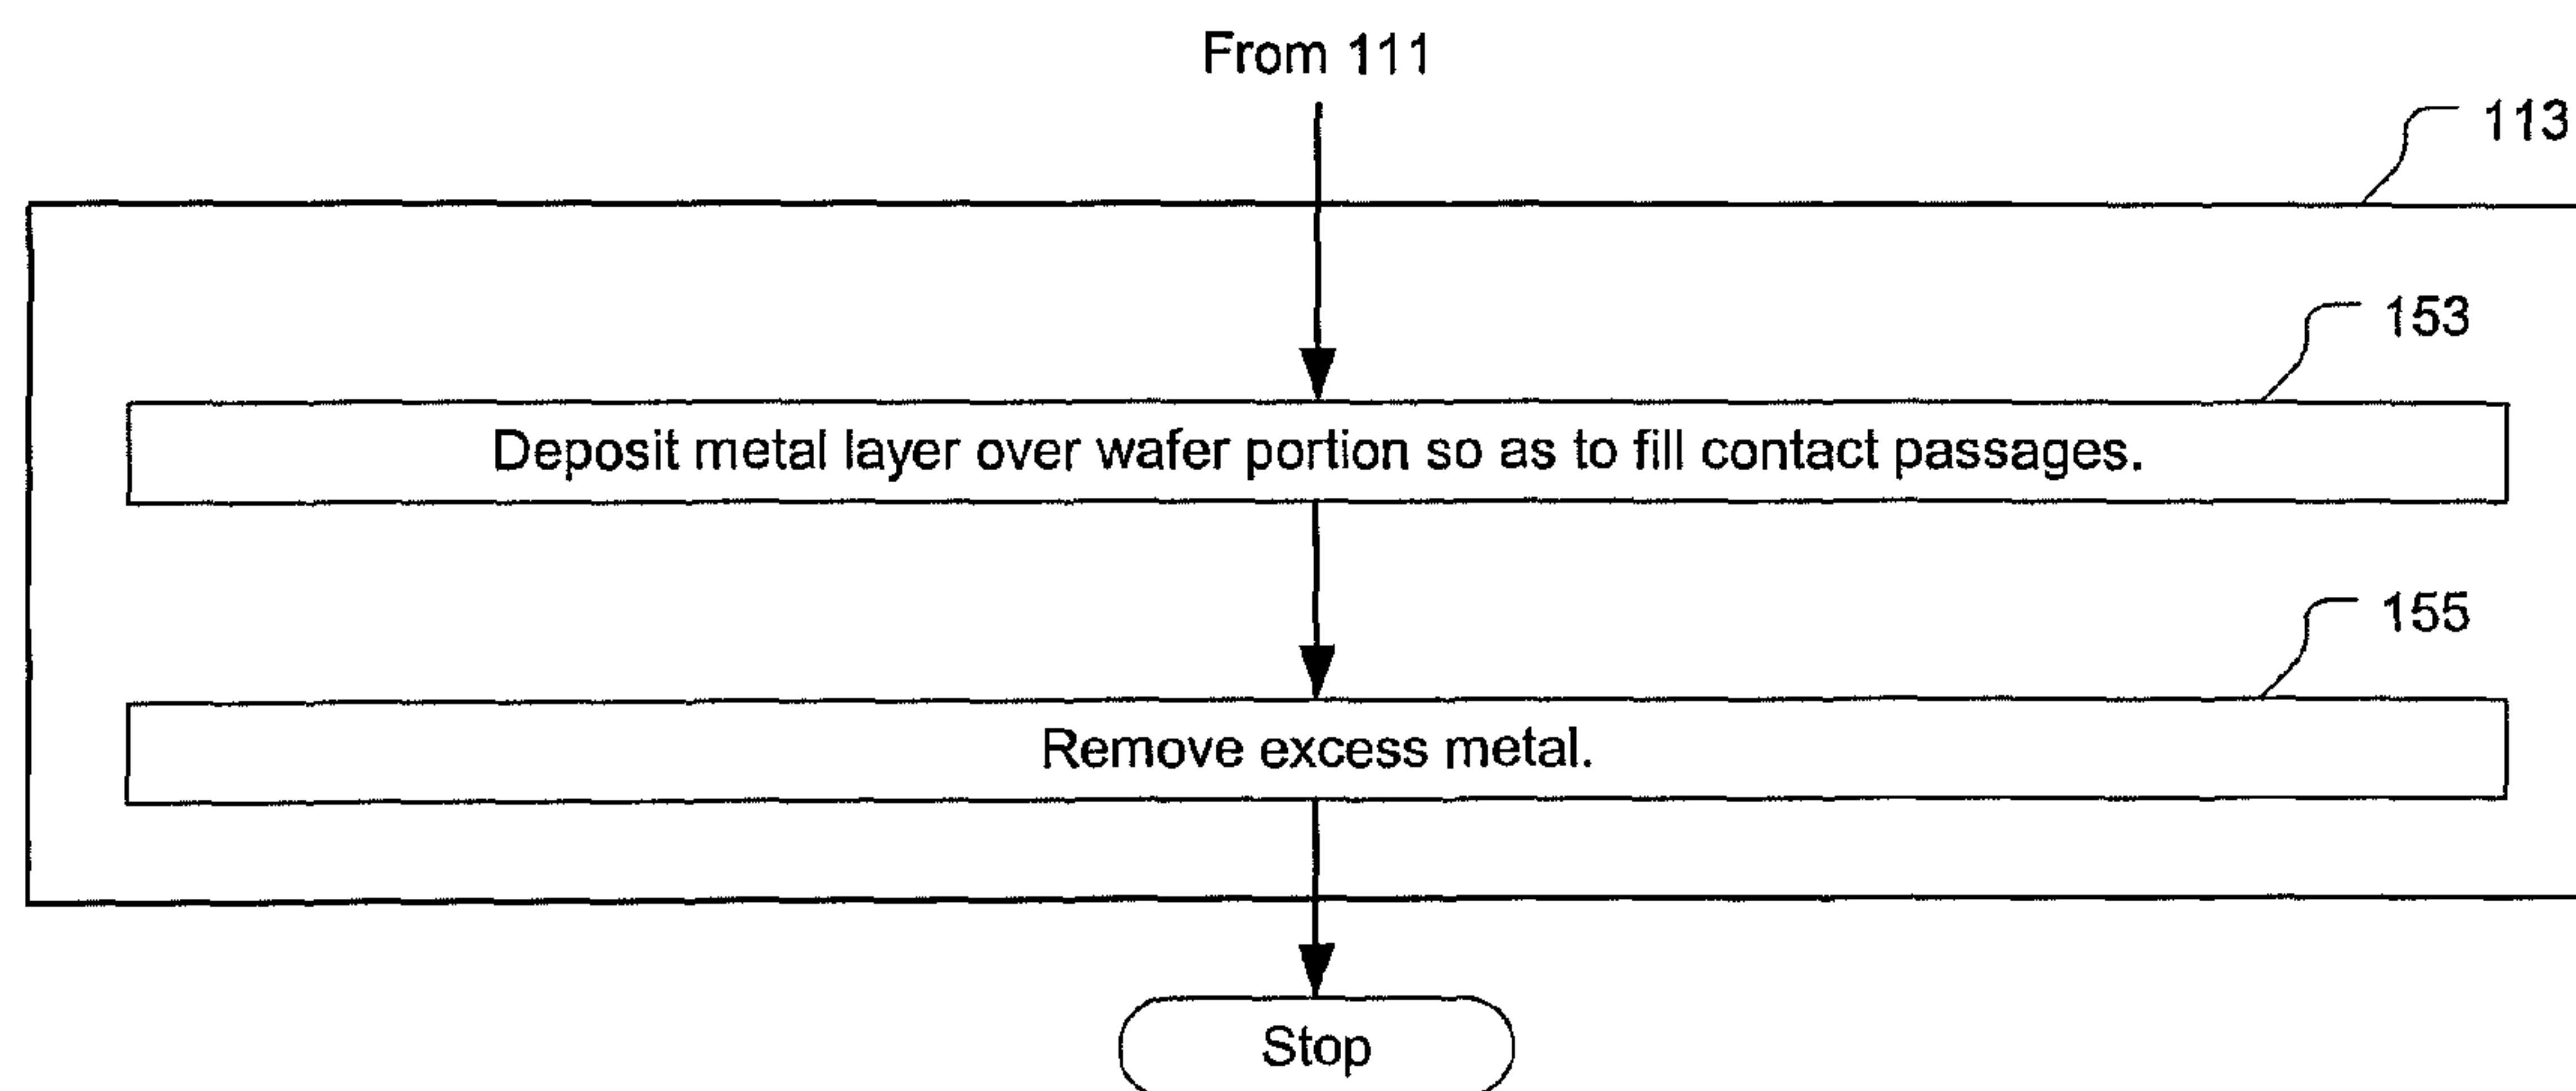 From 111
113
153
Deposit metal layer over wafer portion so as to fill contact passages.
155
Remove excess metal.
Stop